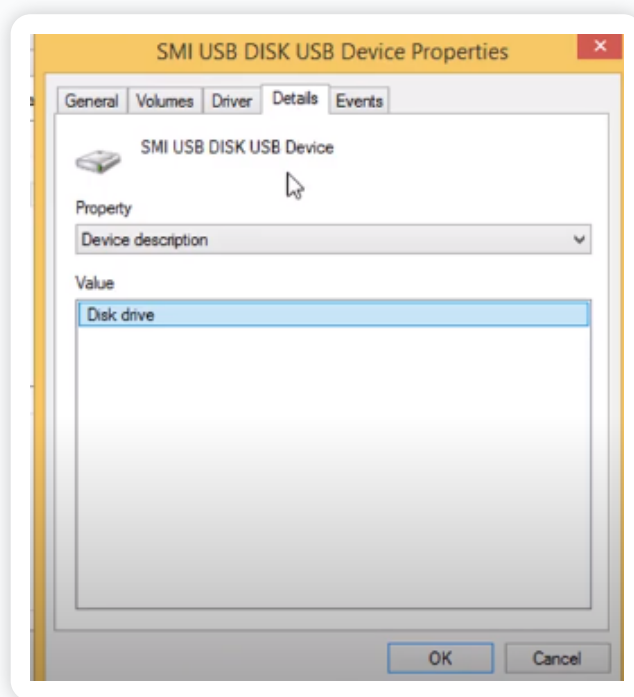 SMI USB DISK USB Device Properties
General Volumes Driver Details Events
SMI USB DISK USB Device
Property
Device description
Value
Disk drive
OK Cancel